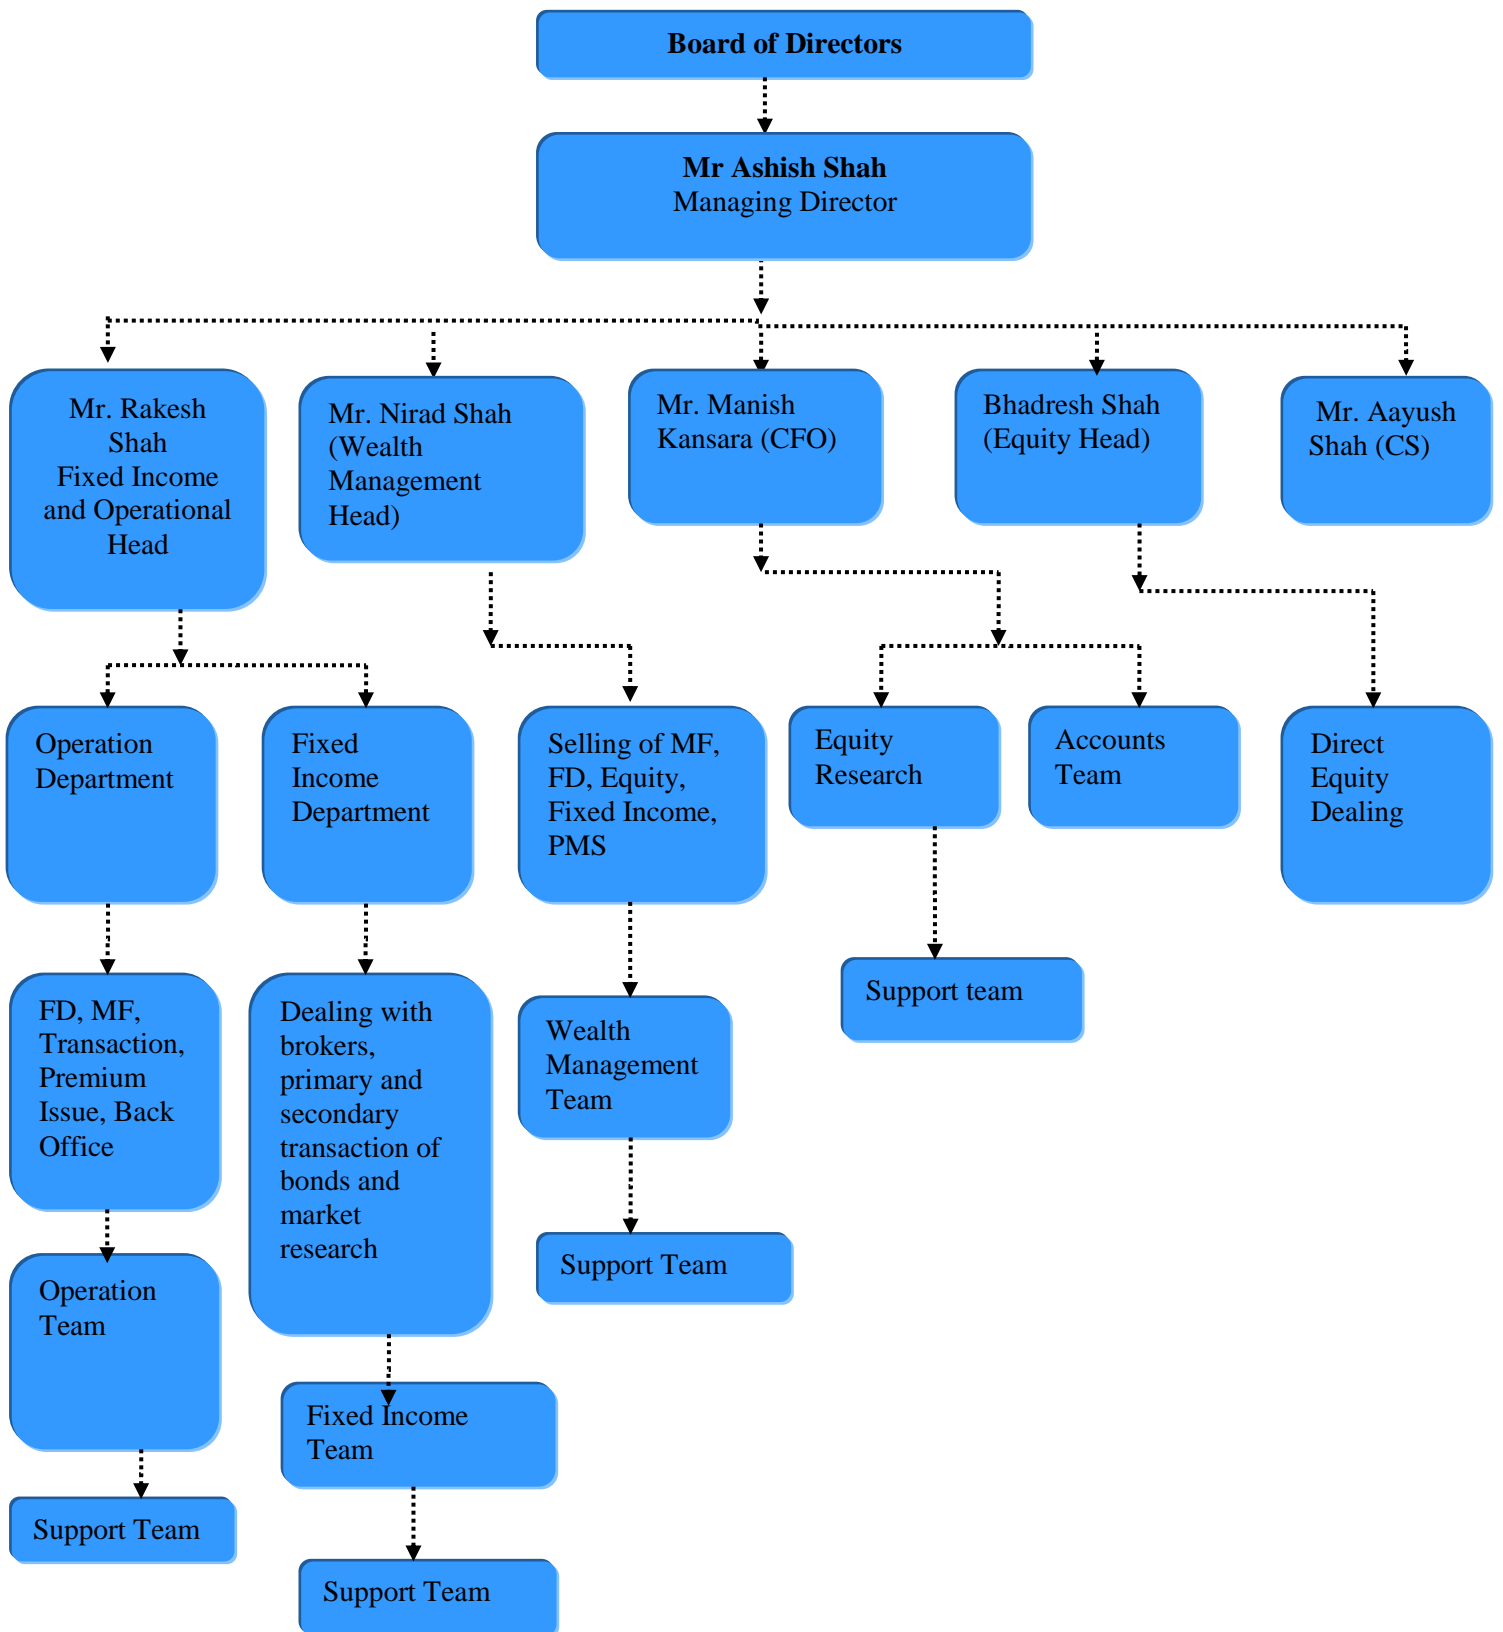 Board of Directors
Mr Ashish Shah
Managing Director
Mr. Rakesh
Shah
Fixed Income
and Operational
Head
Mr. Nirad Shah
(Wealth
Management
Head)
Mr. Manish
Kansara (CFO)
Bhadresh Shah
(Equity Head)
Mr. Aayush
Shah (CS)
Operation
Department
Fixed
Income
Department
Selling of MF,
FD, Equity,
Fixed Income,
PMS
Equity
Research
Accounts
Team
Direct
Equity
Dealing
FD, MF,
Transaction,
Premium
Issue, Back
Office
Dealing with
brokers,
primary and
secondary
transaction of
bonds and
market
research
Wealth
Management
Team
Support team
Operation
Team
Support Team
Fixed Income
Team
Support Team
Support Team